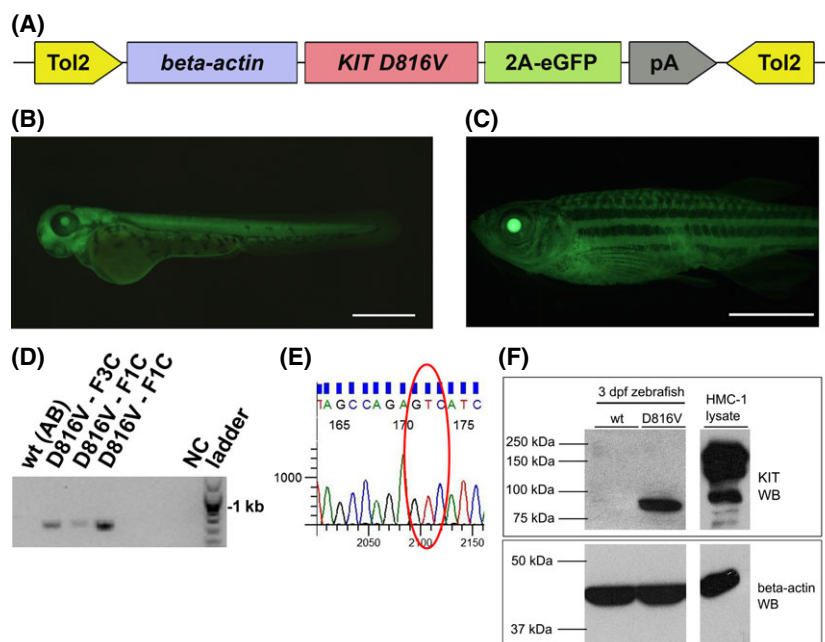 (A)
Tol2 beta-actin KIT D816V 2A-eGFP pA Tol2
(B)
(C)
(D)
wt (AB)
D816V - F3C
D816V - F1C
D816V - F1C
NC
ladder
-1 kb
(E)
TAGCCAGAGTCATC
165 170 175
1000
2050 2100 2150
(F)
3 dpf zebrafish
wt D816V
HMC-1
lysate
250 kDa
150 kDa
100 kDa
75 kDa
KIT
WB
50 kDa
37 kDa
beta-actin
WB